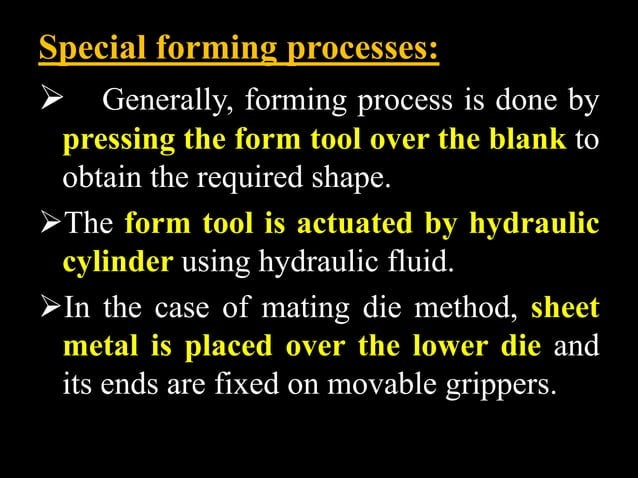 Special forming processes:
➢ Generally, forming process is done by
pressing the form tool over the blank to
obtain the required shape.
➢The form tool is actuated by hydraulic
cylinder using hydraulic fluid.
➢In the case of mating die method, sheet
metal is placed over the lower die and
its ends are fixed on movable grippers.